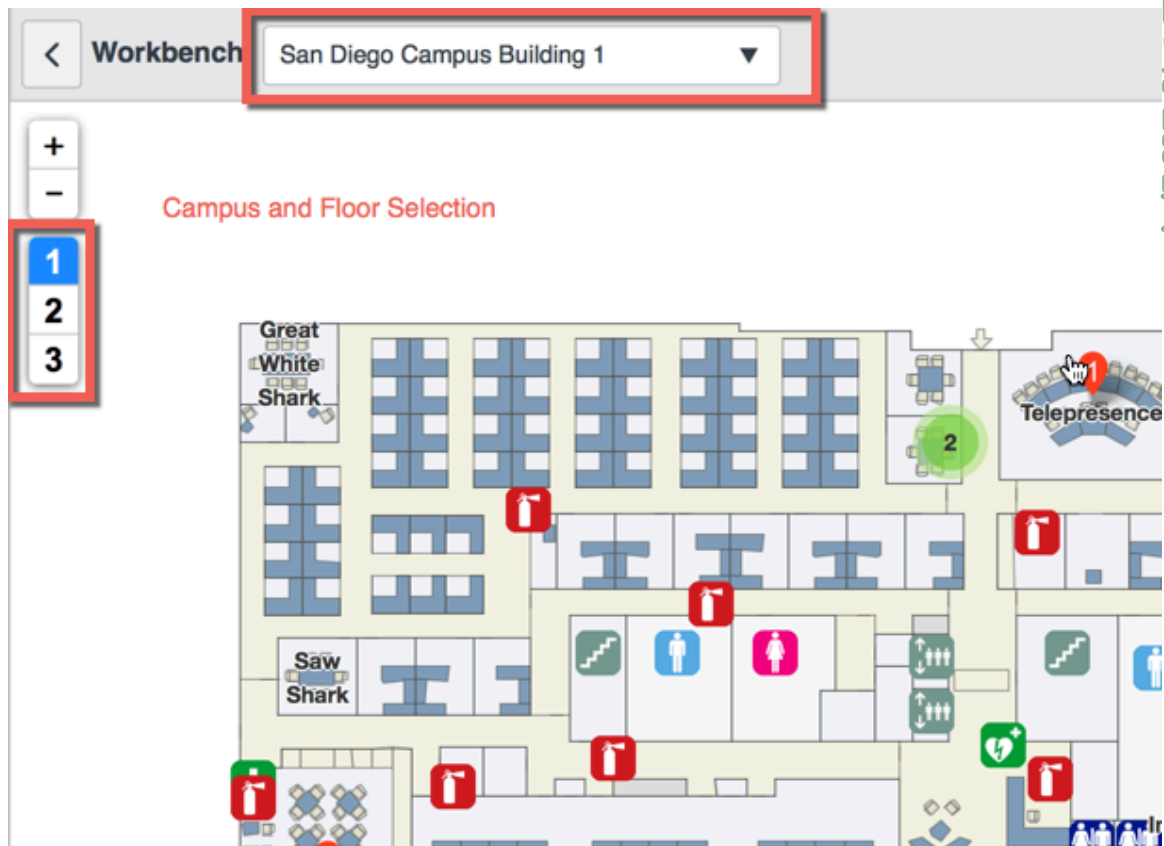 Workbench
San Diego Campus Building 1
+
−
Campus and Floor Selection
1
2
3
Great
White
Shark
1
Telepresence
2
Saw
Shark